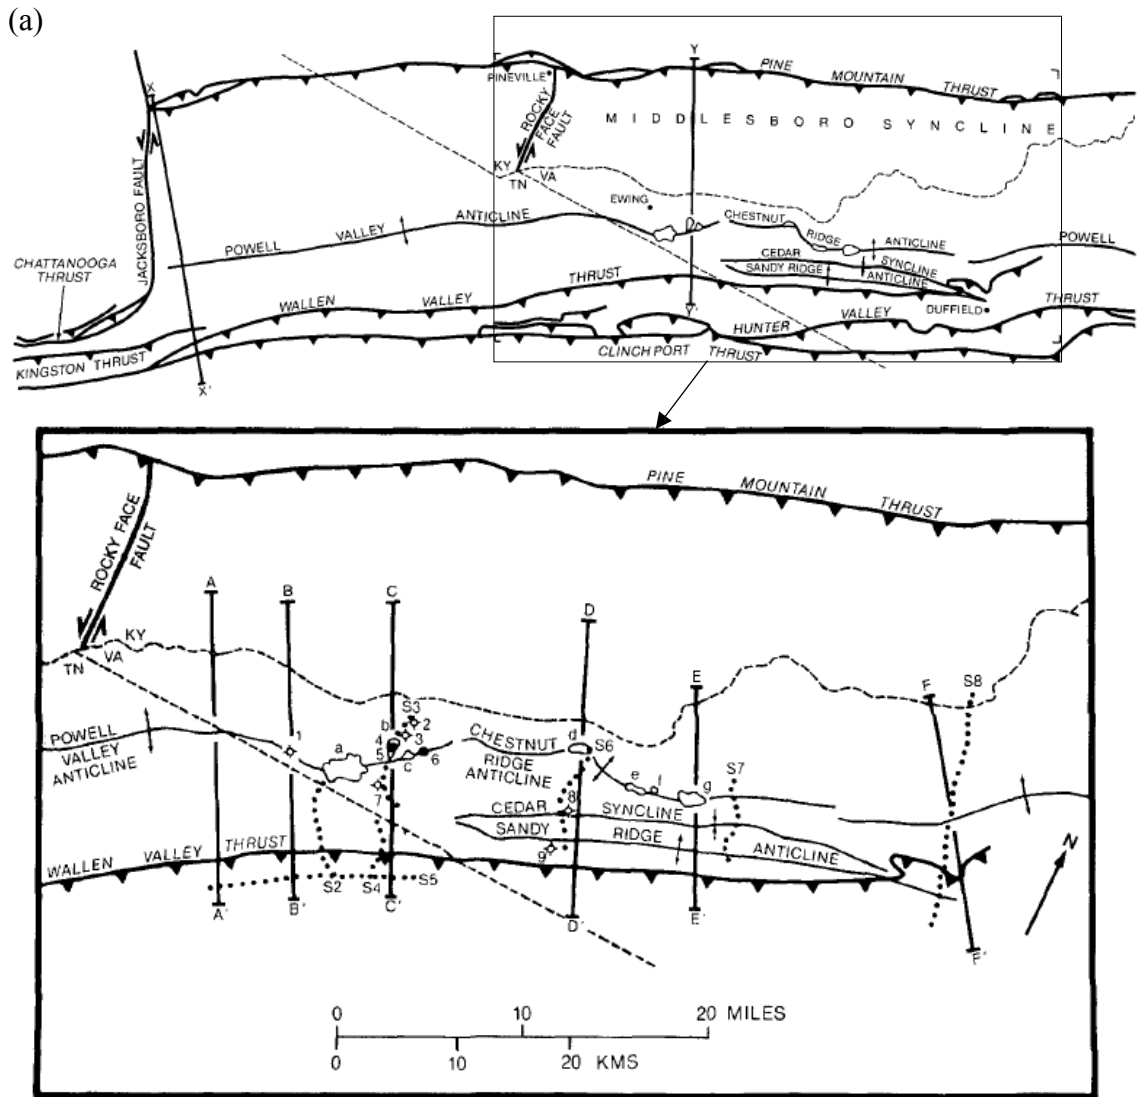 (a)
Y
PINE MOUNTAIN THRUST
PINEVILLE
X
ROCKY FACE FAULT
MIDDLESBORO SYNCLINE
JACKSBORO FAULT
KY
TN VA
EWING
POWELL VALLEY ANTICLINE
CHESTNUT RIDGE ANTICLINE
POWELL
CEDAR SYNCLINE
SANDY RIDGE ANTICLINE
CHATTANOOGA THRUST
WALLEN VALLEY THRUST
Y'
DUFFIELD
HUNTER VALLEY THRUST
CLINCHPORT THRUST
KINGSTON THRUST
X'
PINE MOUNTAIN THRUST
ROCKY FACE FAULT
A
B
C
D
E
F
S8
KY
TN VA
S3
b 2
4 3
5 c 6
1
a
7
POWELL VALLEY ANTICLINE
CHESTNUT RIDGE ANTICLINE
d S6
e f g
S7
8
CEDAR SYNCLINE
SANDY RIDGE ANTICLINE
9
WALLEN VALLEY THRUST
S2 S4 S5
A'
B'
C'
D'
E'
F'
N
0 10 20 MILES
0 10 20 KMS